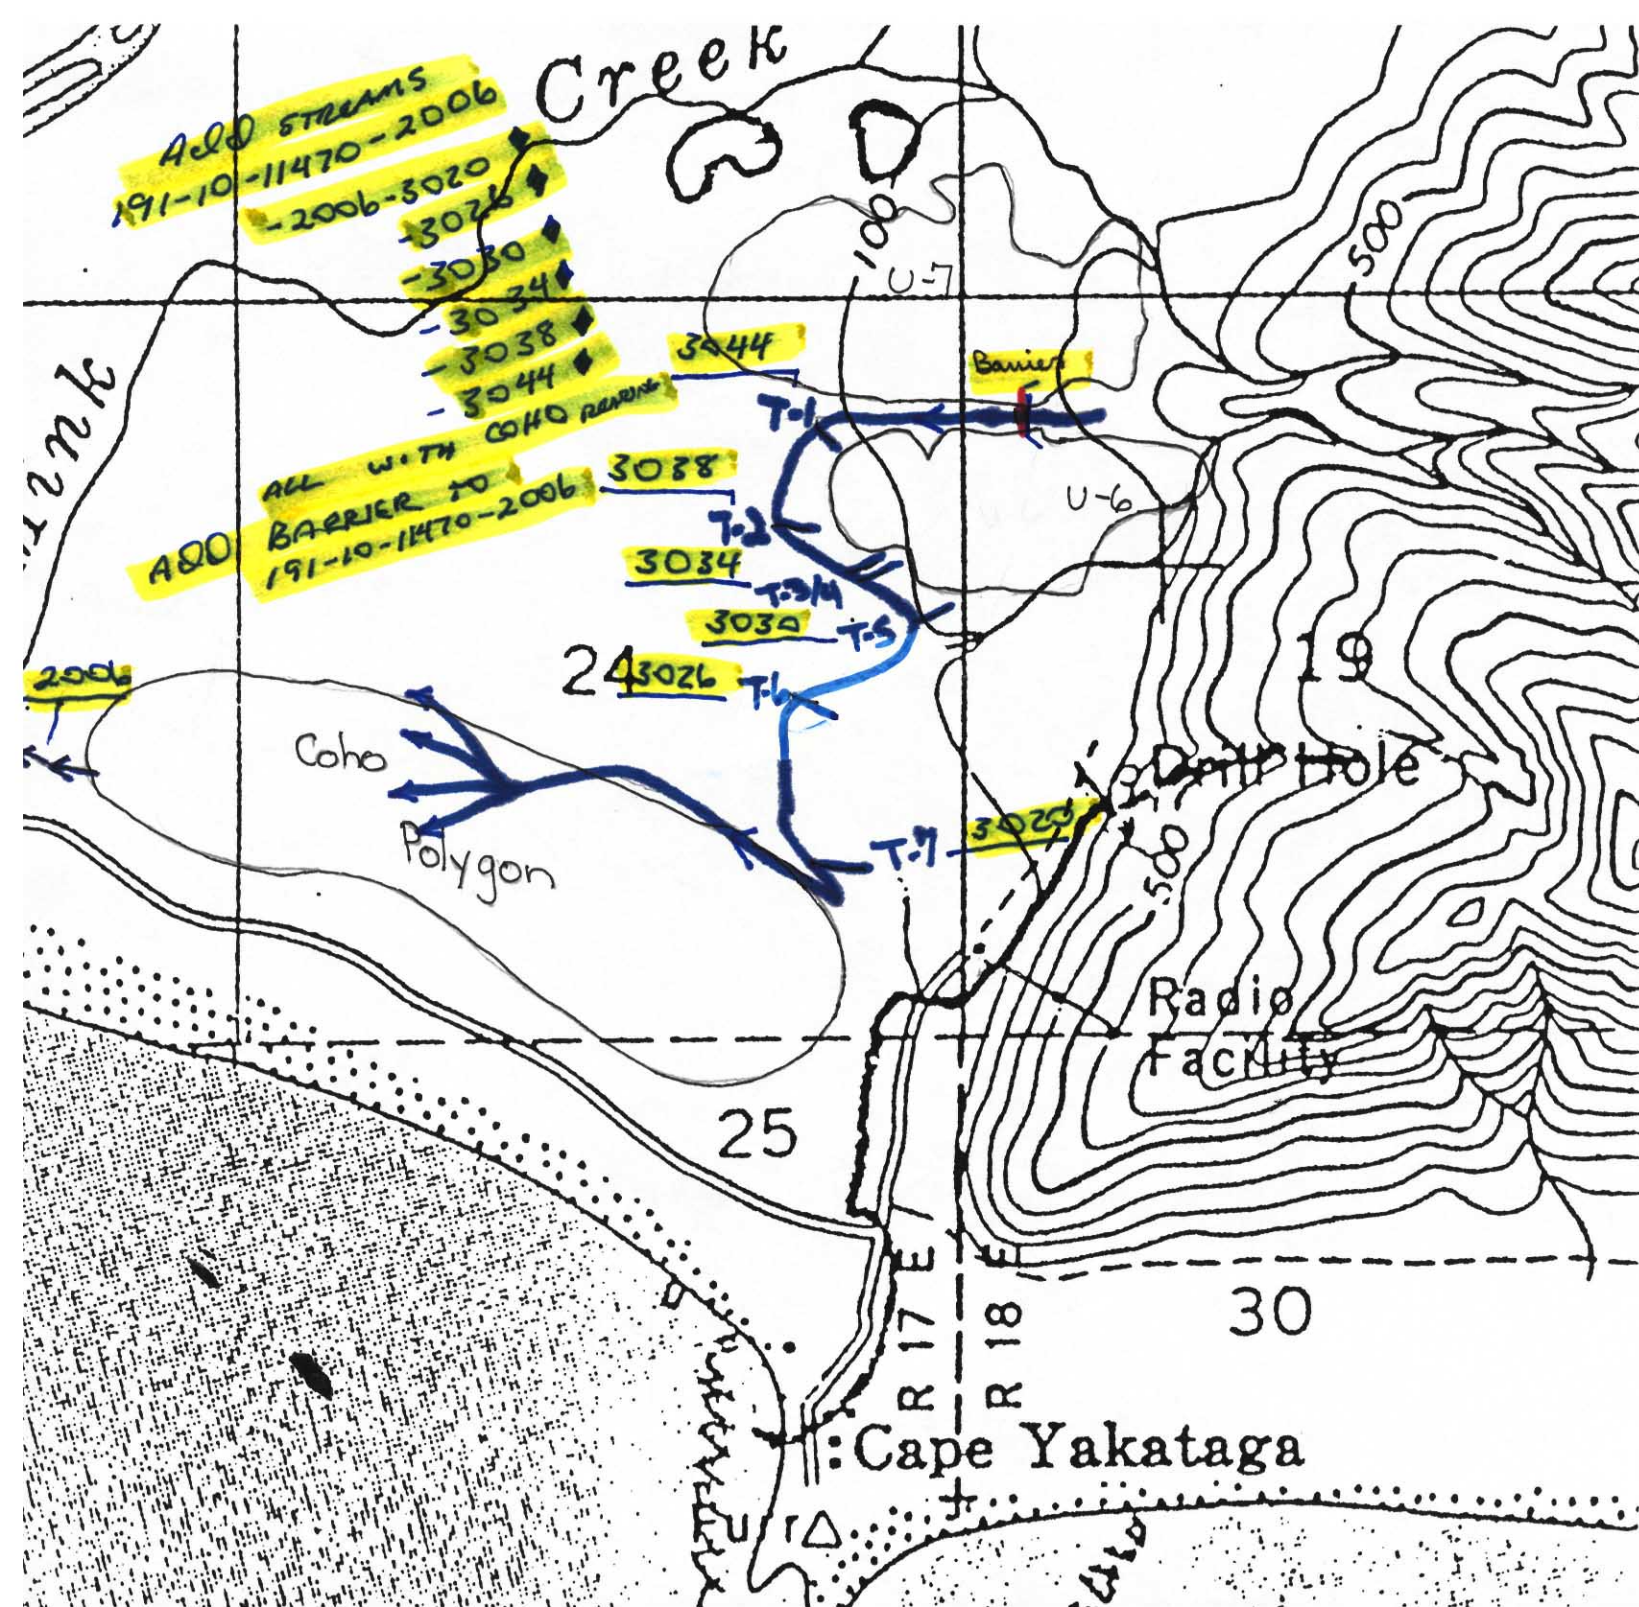 Creek
ADD STREAMS
191-10-11470-2006
-2006-3020 ◆
-3026 ◆
-3030 ◆
-3034 ◆
-3038 ◆
-3044 ◆
ALL WITH COHO REARING
ADD BARRIER TO
191-10-11470-2006
100
500
U-7
3044
Barrier
T-1
3038
U-6
T-2
3034
T-3/4
3030
T-5
24
3026
T-6
19
2006
Coho
Polygon
Drill Hole
T-7
3020
500
Radio
Facility
25
R 17 E
R 18 E
30
Cape Yakataga